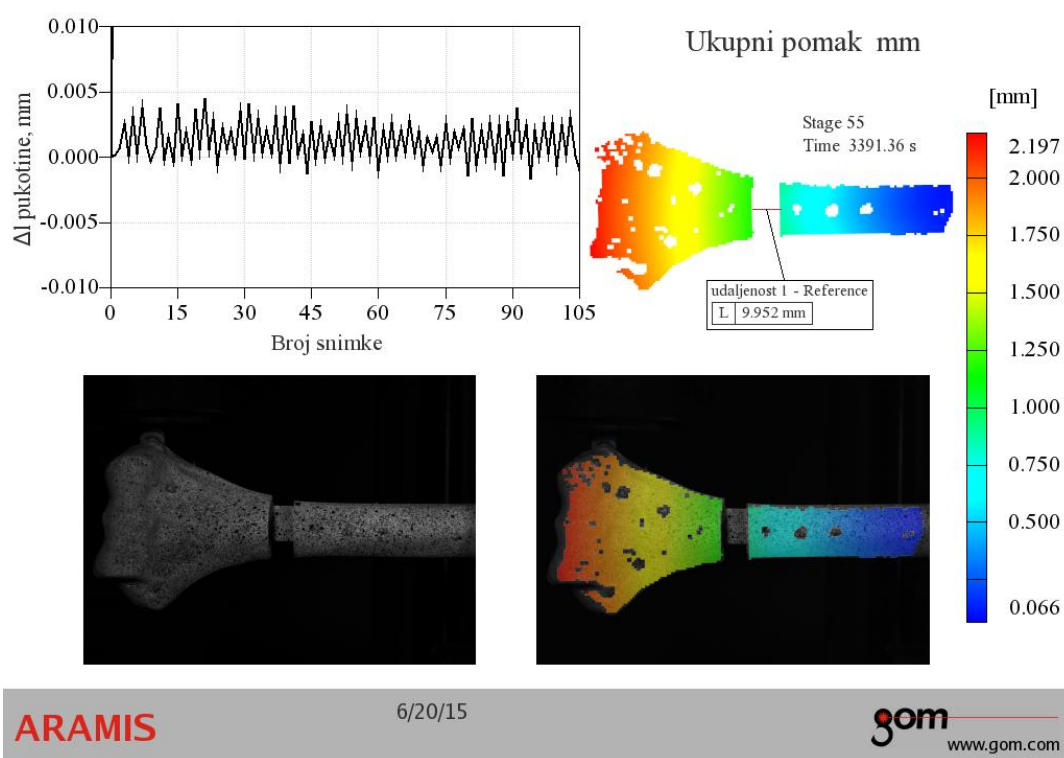 Ukupni pomak mm
0.010
0.005
0.000
-0.005
-0.010
Δl pukotine, mm
0 15 30 45 60 75 90 105
Broj snimke
Stage 55
Time 3391.36 s
udaljenost 1 - Reference
L 9.952 mm
[mm]
2.197
2.000
1.750
1.500
1.250
1.000
0.750
0.500
0.066
ARAMIS
6/20/15
gom
www.gom.com